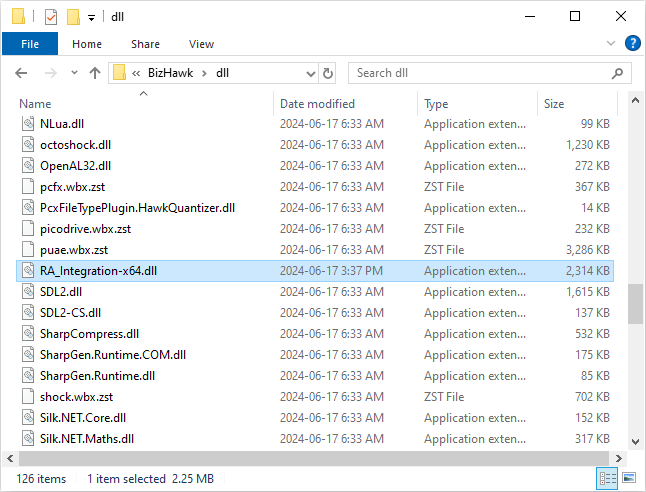 dll
File Home Share View
« BizHawk › dll Search dll
Name Date modified Type Size
NLua.dll 2024-06-17 6:33 AM Application exten... 99 KB
octoshock.dll 2024-06-17 6:33 AM Application exten... 1,230 KB
OpenAL32.dll 2024-06-17 6:33 AM Application exten... 272 KB
pcfx.wbx.zst 2024-06-17 6:33 AM ZST File 367 KB
PcxFileTypePlugin.HawkQuantizer.dll 2024-06-17 6:33 AM Application exten... 14 KB
picodrive.wbx.zst 2024-06-17 6:33 AM ZST File 232 KB
puae.wbx.zst 2024-06-17 6:33 AM ZST File 3,286 KB
RA_Integration-x64.dll 2024-06-17 3:37 PM Application exten... 2,314 KB
SDL2.dll 2024-06-17 6:33 AM Application exten... 1,615 KB
SDL2-CS.dll 2024-06-17 6:33 AM Application exten... 137 KB
SharpCompress.dll 2024-06-17 6:33 AM Application exten... 532 KB
SharpGen.Runtime.COM.dll 2024-06-17 6:33 AM Application exten... 175 KB
SharpGen.Runtime.dll 2024-06-17 6:33 AM Application exten... 85 KB
shock.wbx.zst 2024-06-17 6:33 AM ZST File 702 KB
Silk.NET.Core.dll 2024-06-17 6:33 AM Application exten... 152 KB
Silk.NET.Maths.dll 2024-06-17 6:33 AM Application exten... 317 KB
126 items 1 item selected 2.25 MB